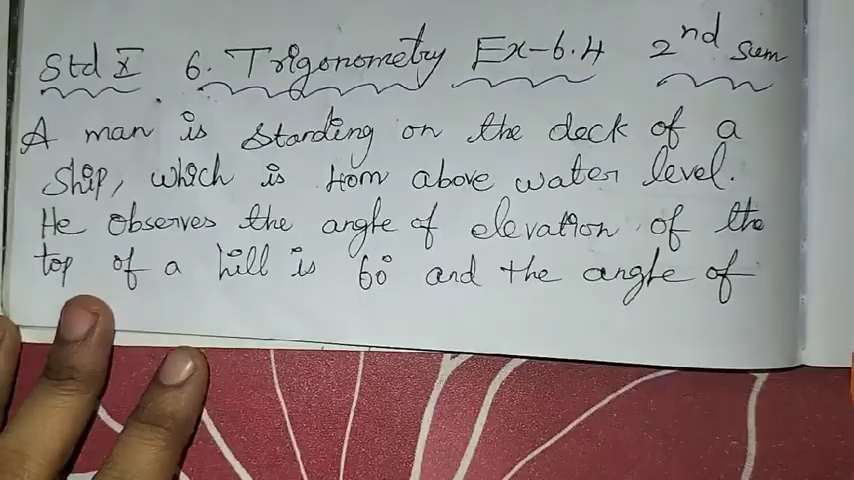 Std X 6. Trigonometry Ex-6.4 2nd Sum
A man is standing on the deck of a
ship, which is 40m above water level.
He observes the angle of elevation of the
top of a hill is 60° and the angle of